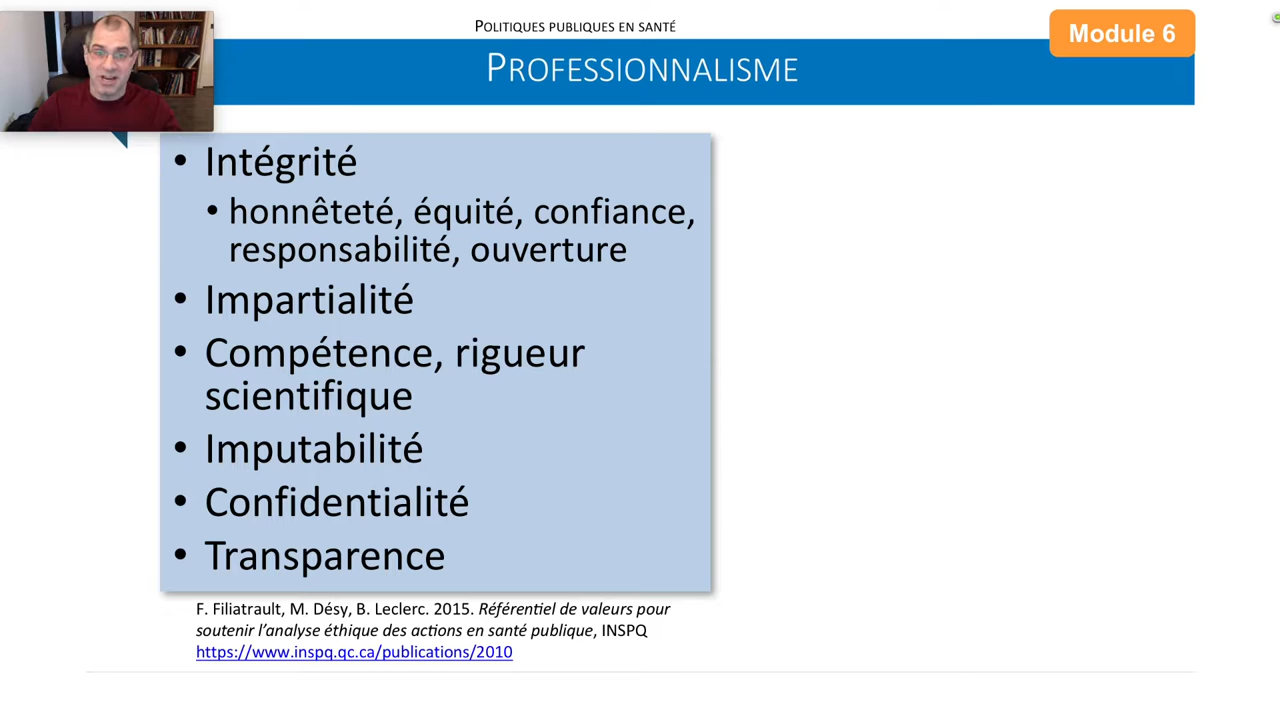 Politiques publiques en santé
Module 6
Professionnalisme
• Intégrité
• honnêteté, équité, confiance,
responsabilité, ouverture
• Impartialité
• Compétence, rigueur
scientifique
• Imputabilité
• Confidentialité
• Transparence
F. Filiatrault, M. Désy, B. Leclerc. 2015. Référentiel de valeurs pour
soutenir l’analyse éthique des actions en santé publique, INSPQ
https://www.inspq.qc.ca/publications/2010